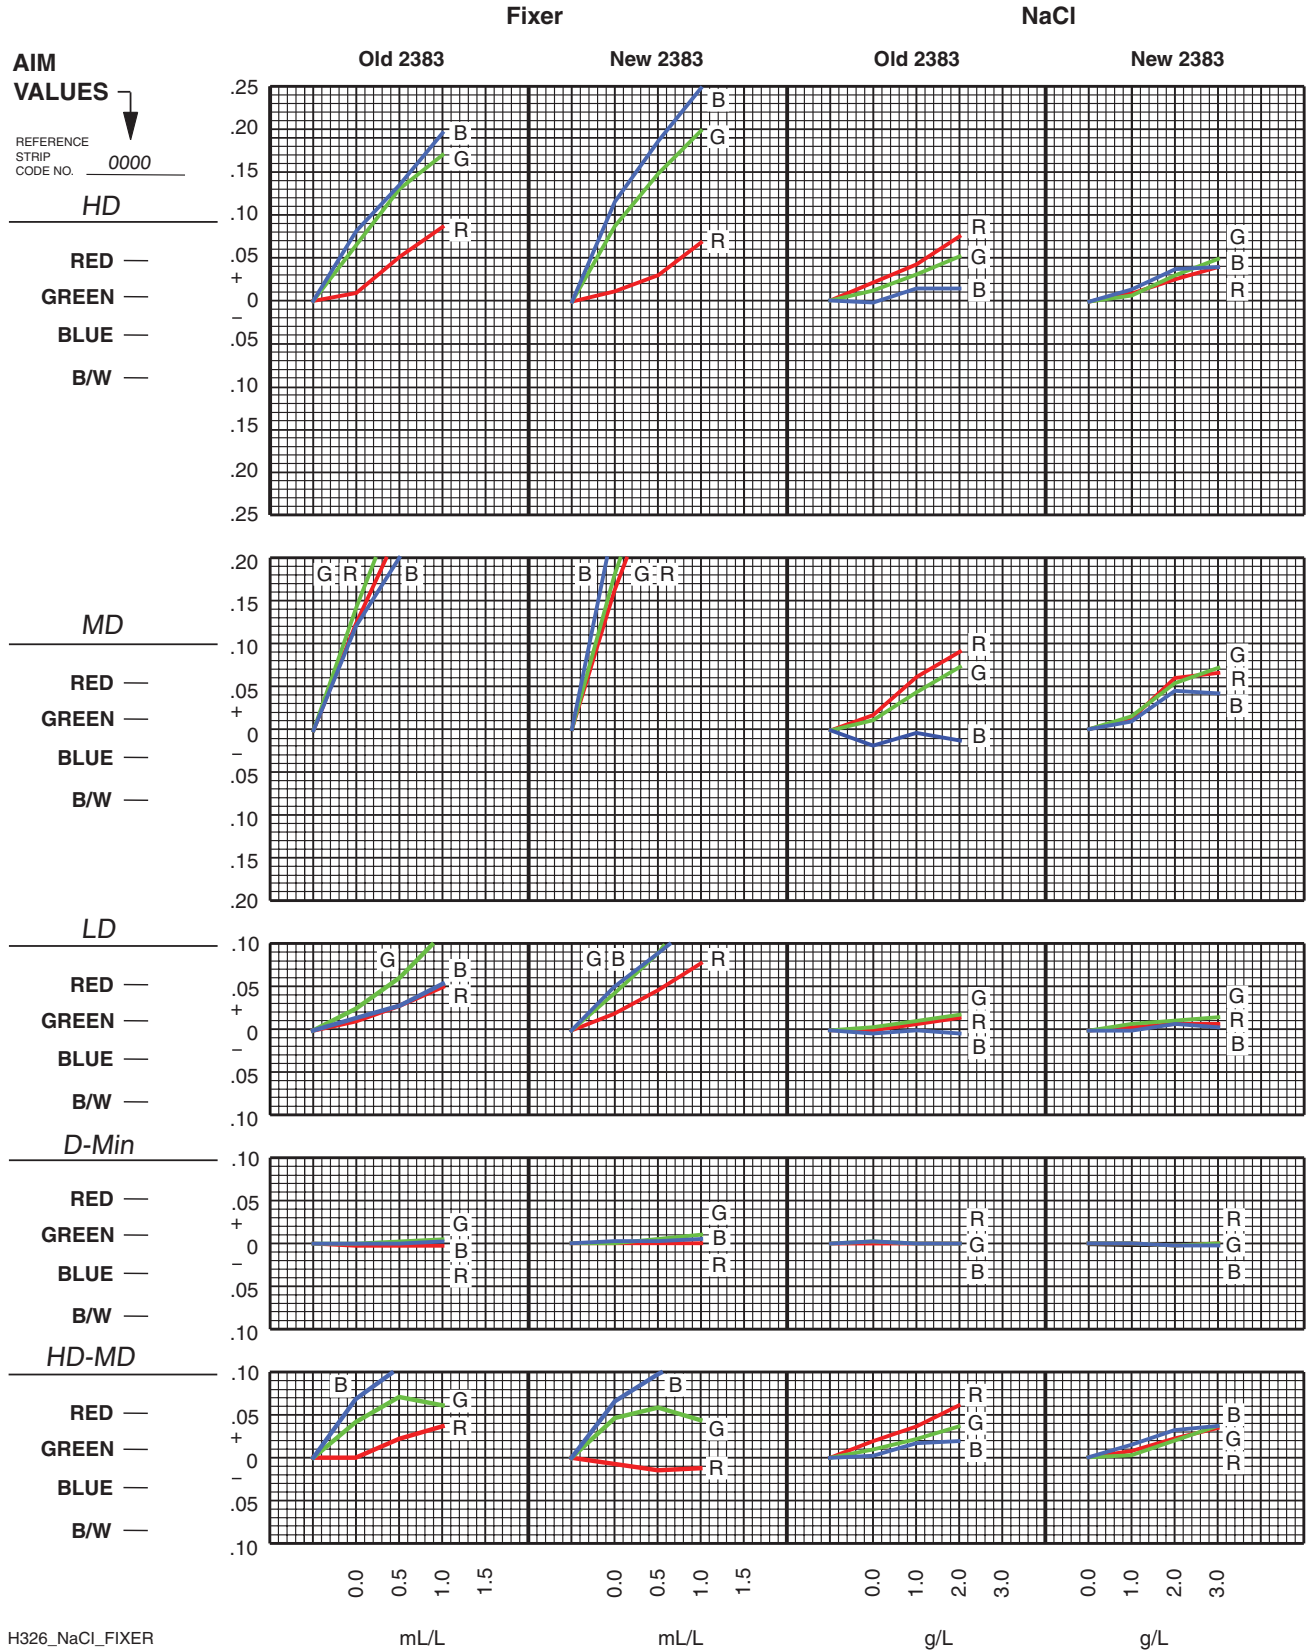 Fixer NaCl
Old 2383 New 2383 Old 2383 New 2383
AIM
VALUES
REFERENCE
STRIP
CODE NO. 0000
HD
RED
GREEN
BLUE
B/W
.25
.20
.15
.10
.05
+
0
–
.05
.10
.15
.20
.25
B
G
R
B
G
R
R
G
B
G
B
R
MD
RED
GREEN
BLUE
B/W
.20
.15
.10
.05
+
0
–
.05
.10
.15
.20
G R B
B G R
R
G
B
G
R
B
LD
RED
GREEN
BLUE
B/W
.10
.05
+
0
–
.05
.10
G
B
R
G B R
G
R
B
G
R
B
D-Min
RED
GREEN
BLUE
B/W
.10
.05
+
0
–
.05
.10
G
B
R
G
B
R
R
G
B
R
G
B
HD-MD
RED
GREEN
BLUE
B/W
.10
.05
+
0
–
.05
.10
B
G
R
B
G
R
R
G
B
B
G
R
0.0 0.5 1.0 1.5 0.0 0.5 1.0 1.5 0.0 1.0 2.0 3.0 0.0 1.0 2.0 3.0
mL/L mL/L g/L g/L
H326_NaCl_FIXER